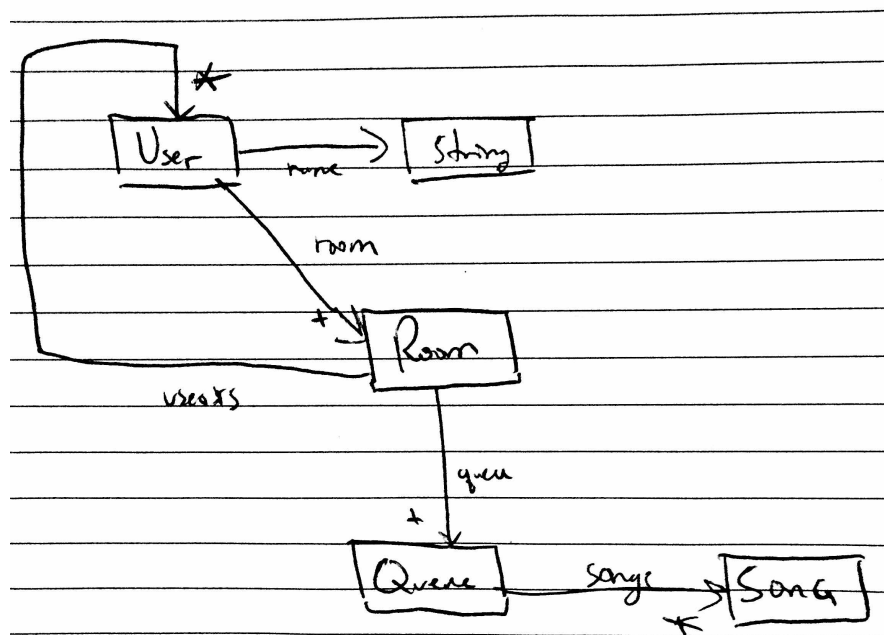 *
User
name
String
room
+
Room
users
queu
+
Queue
songs
*
Song